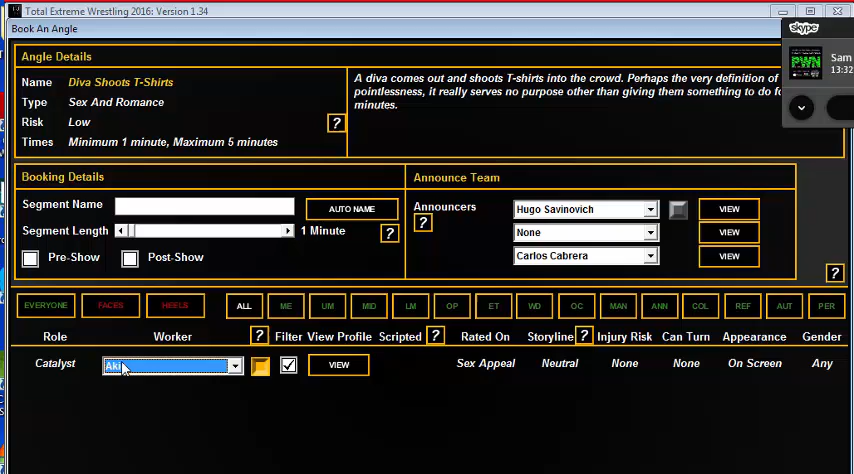 Total Extreme Wrestling 2016: Version 1.34
Book An Angle
skype
Angle Details
Name Diva Shoots T-Shirts
Type Sex And Romance
Risk Low
Times Minimum 1 minute, Maximum 5 minutes
?
A diva comes out and shoots T-shirts into the crowd. Perhaps the very definition of
pointlessness, it really serves no purpose other than giving them something to do fo
minutes.
PWN
Sam
13:32
Booking Details
Segment Name AUTO NAME
Segment Length 1 Minute ?
Pre-Show Post-Show
Announce Team
Announcers Hugo Savinovich VIEW
? None VIEW
Carlos Cabrera VIEW
?
EVERYONE FACES HEELS ALL ME UM MID LM OP ET WD OC MAN ANN COL REF AUT PER
Role Worker ? Filter View Profile Scripted ? Rated On Storyline ? Injury Risk Can Turn Appearance Gender
Catalyst VIEW Sex Appeal Neutral None None On Screen Any